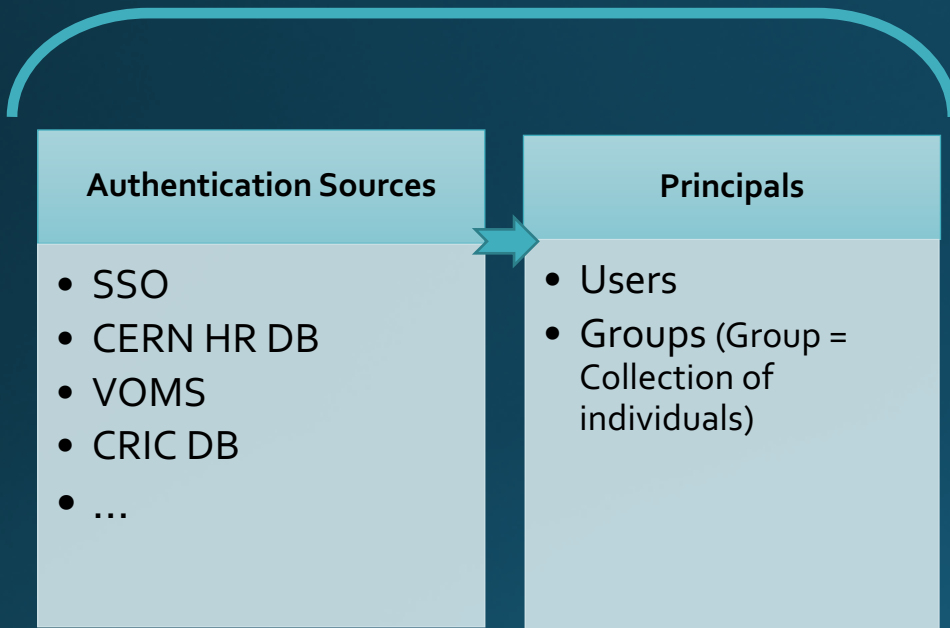 Authentication Sources
• SSO
• CERN HR DB
• VOMS
• CRIC DB
• ...
Principals
• Users
• Groups (Group =
Collection of
individuals)